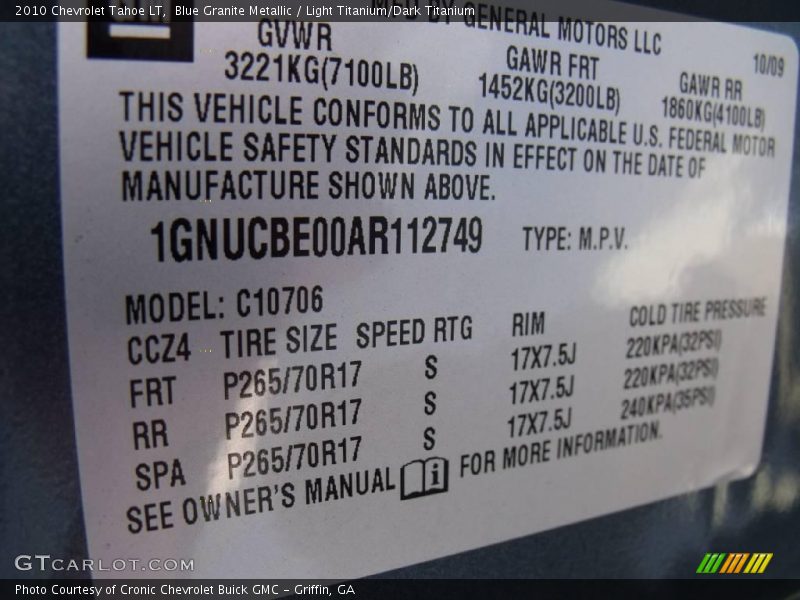 2010 Chevrolet Tahoe LT, Blue Granite Metallic / Light Titanium/Dark Titanium
MFD BY GENERAL MOTORS LLC
GVWR GAWR FRT GAWR RR 10/09
3221KG(7100LB) 1452KG(3200LB) 1860KG(4100LB)
THIS VEHICLE CONFORMS TO ALL APPLICABLE U.S. FEDERAL MOTOR
VEHICLE SAFETY STANDARDS IN EFFECT ON THE DATE OF
MANUFACTURE SHOWN ABOVE.
1GNUCBE00AR112749 TYPE: M.P.V.
MODEL: C10706
CCZ4 TIRE SIZE SPEED RTG RIM COLD TIRE PRESSURE
FRT P265/70R17 S 17X7.5J 220KPA(32PSI)
RR P265/70R17 S 17X7.5J 220KPA(32PSI)
SPA P265/70R17 S 17X7.5J 240KPA(35PSI)
SEE OWNER'S MANUAL i FOR MORE INFORMATION.
GTCARLOT.COM
Photo Courtesy of Cronic Chevrolet Buick GMC – Griffin, GA